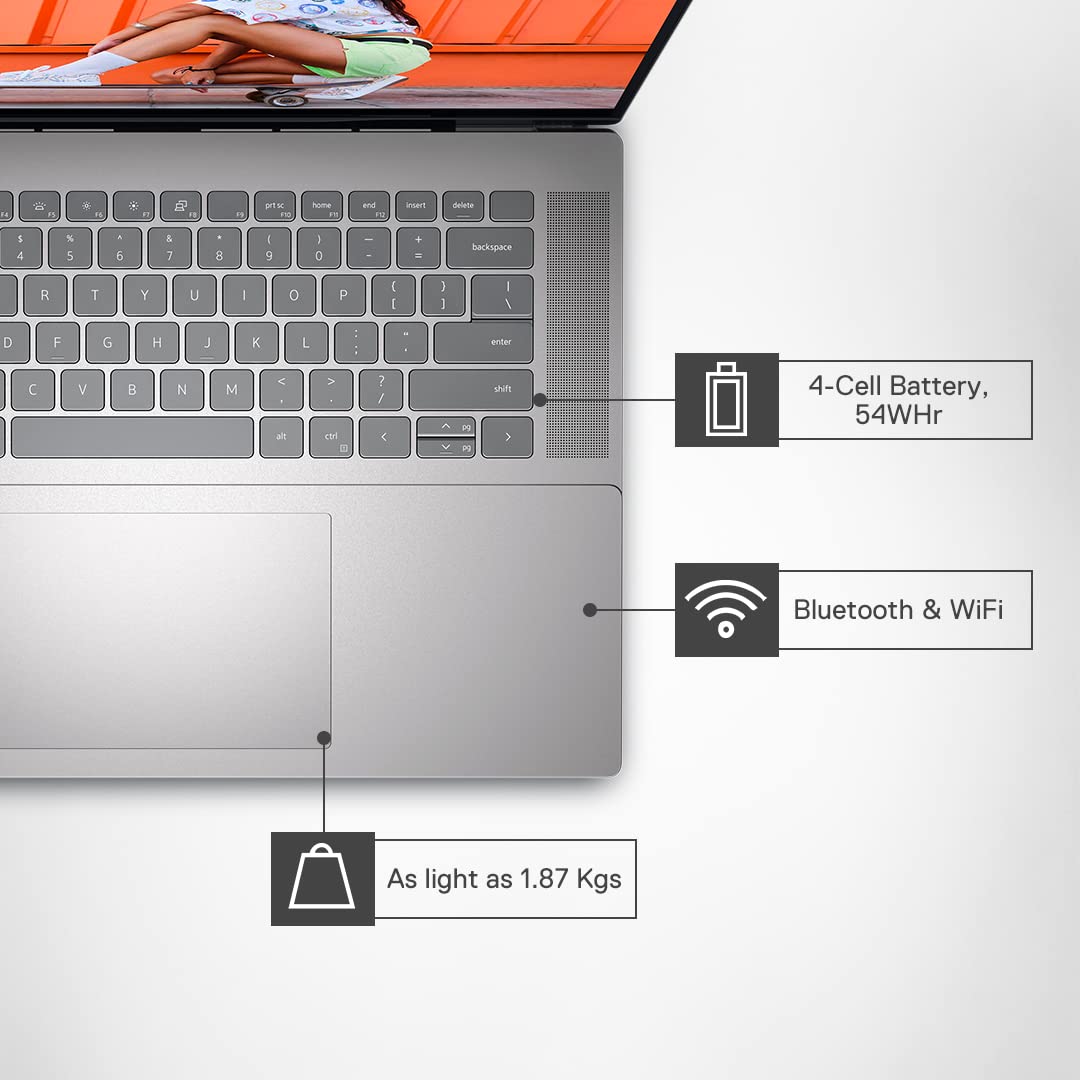 F4 F5 F6 F7 F8 F9 prt sc F10 home F11 end F12 insert delete
$ % ^ & * ( ) — +
4 5 6 7 8 9 0 - = backspace
R T Y U I O P { [ } ] | \
D F G H J K L : ; “ ‘ enter
C V B N M < , > . ? / shift
alt ctrl < ^ pg v pg >
4-Cell Battery,
54WHr
Bluetooth & WiFi
As light as 1.87 Kgs